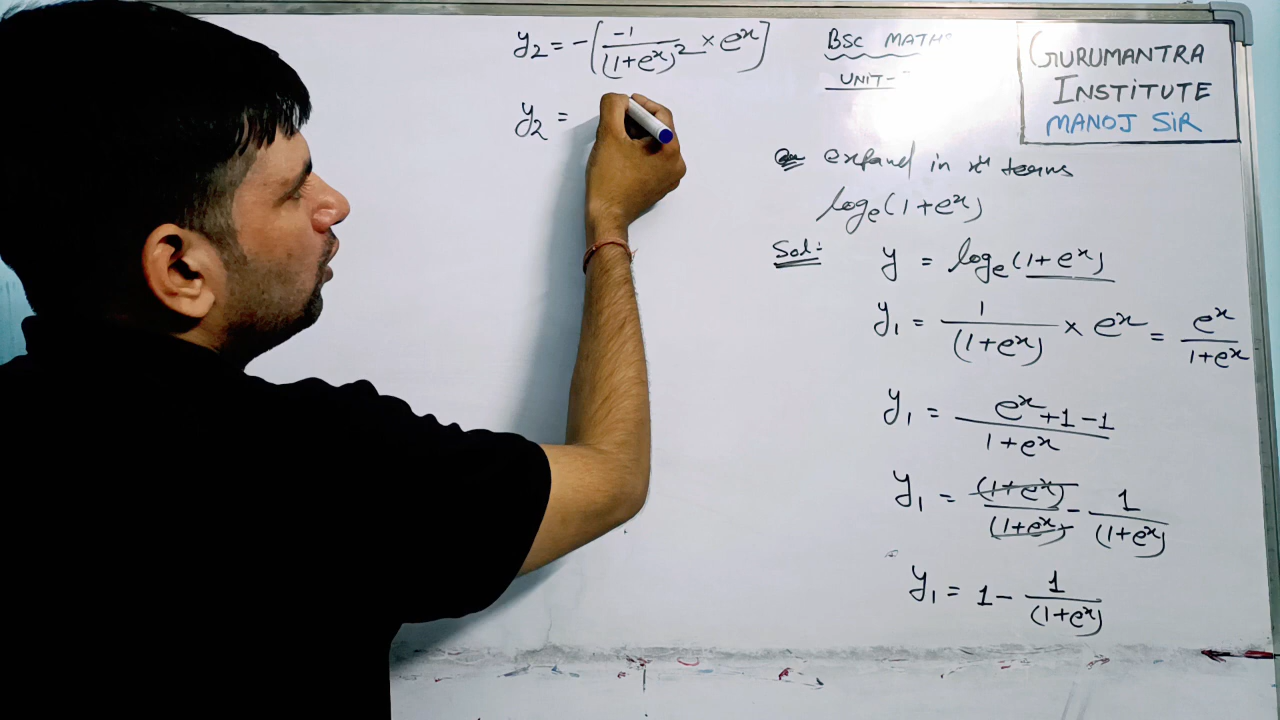 y₂ = -[-1/(1+eˣ)² × eˣ]
y₂ =
BSC MATHS
UNIT-
GURUMANTRA
INSTITUTE
MANOJ SIR
expand in xⁿ terms
logₑ(1+eˣ)
Sol:
y = logₑ(1+eˣ)
y₁ = 1/(1+eˣ) × eˣ = eˣ/1+eˣ
y₁ = eˣ+1-1/1+eˣ
y₁ = (1+eˣ)/(1+eˣ) - 1/(1+eˣ)
y₁ = 1 - 1/(1+eˣ)